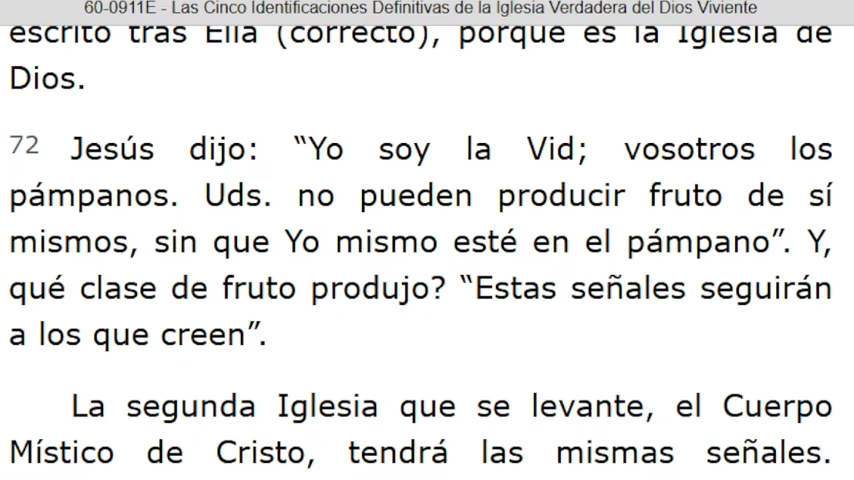 60-0911E - Las Cinco Identificaciones Definitivas de la Iglesia Verdadera del Dios Viviente
escrito tras Ella (correcto), porque es la Iglesia de
Dios.
72 Jesús dijo: “Yo soy la Vid; vosotros los
pámpanos. Uds. no pueden producir fruto de sí
mismos, sin que Yo mismo esté en el pámpano”. Y,
qué clase de fruto produjo? “Estas señales seguirán
a los que creen”.
La segunda Iglesia que se levante, el Cuerpo
Místico de Cristo, tendrá las mismas señales.